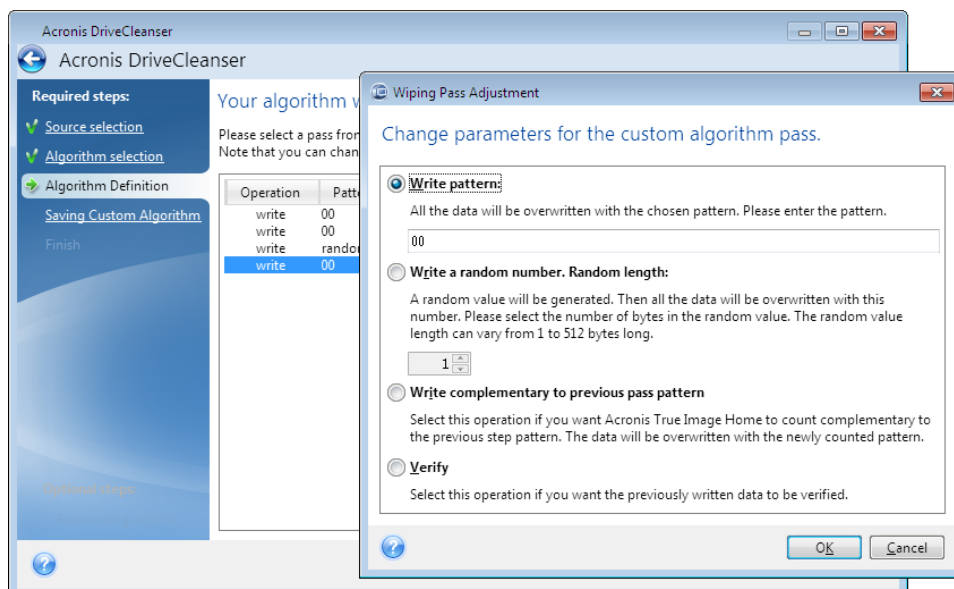 Acronis DriveCleanser
Acronis DriveCleanser
Required steps:
Source selection
Algorithm selection
Algorithm Definition
Saving Custom Algorithm
Finish
Your algorithm
Please select a pass
Note that you can
Operation
write 00
write 00
write
write 00
Wiping Pass Adjustment
Change parameters for the custom algorithm pass.
Write pattern:
All the data will be overwritten with the chosen pattern. Please enter the pattern.
00
Write a random number. Random length:
A random value will be generated. Then all the data will be overwritten with this
number. Please select the number of bytes in the random value. The random value
length can vary from 1 to 512 bytes long.
1
Write complementary to previous pass pattern
Select this operation if you want Acronis True Image Home to count complementary to
the previous step pattern. The data will be overwritten with the newly counted pattern.
Verify
Select this operation if you want the previously written data to be verified.
OK
Cancel